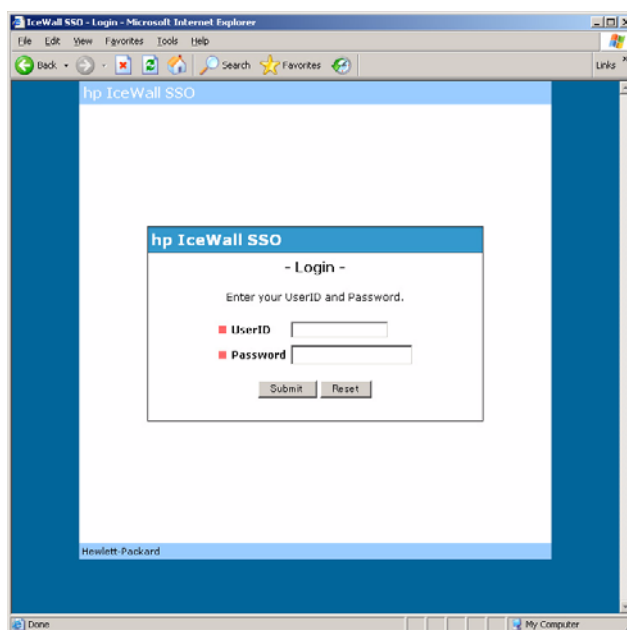 IceWall SSO - Login - Microsoft Internet Explorer
File Edit View Favorites Tools Help
Back Search Favorites Links
hp IceWall SSO
hp IceWall SSO
- Login -
Enter your UserID and Password.
UserID
Password
Submit Reset
Hewlett-Packard
Done My Computer